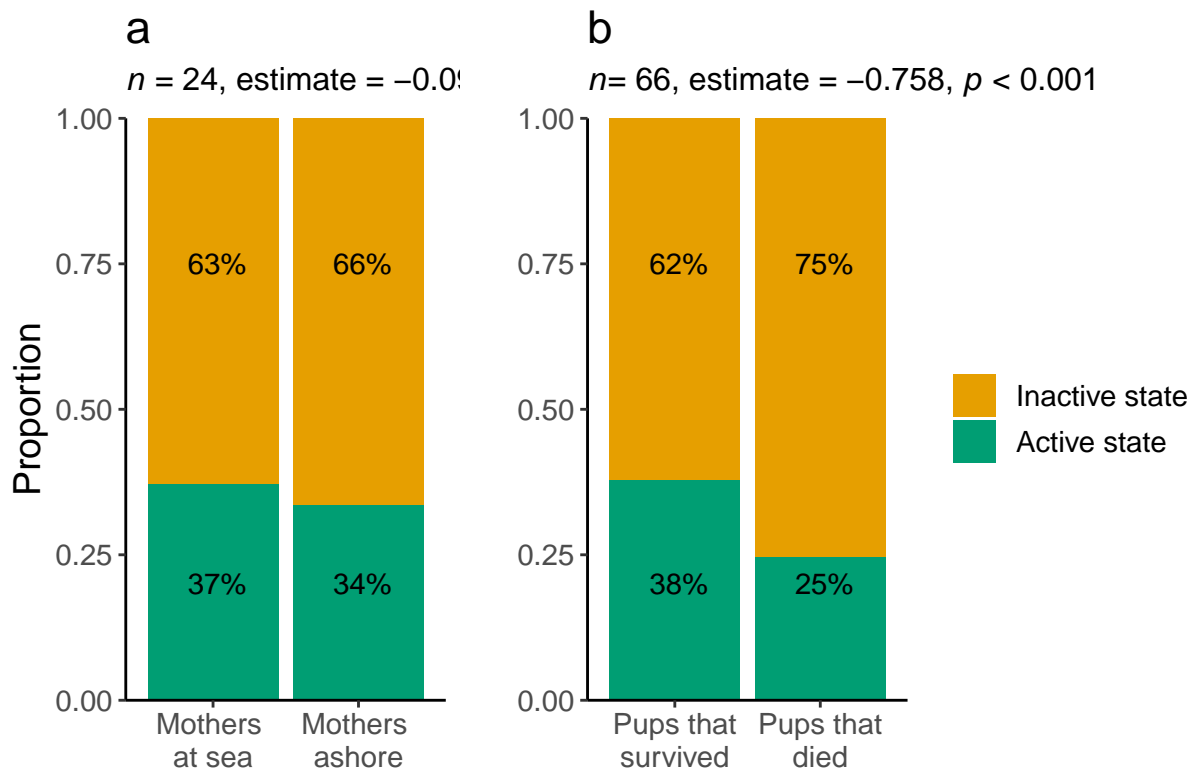 a
n = 24, estimate = −0.09
1.00
0.75
0.50
0.25
0.00
Proportion
63%
66%
37%
34%
Mothers
at sea
Mothers
ashore
b
n= 66, estimate = −0.758, p < 0.001
1.00
0.75
0.50
0.25
0.00
62%
75%
38%
25%
Pups that
survived
Pups that
died
Inactive state
Active state